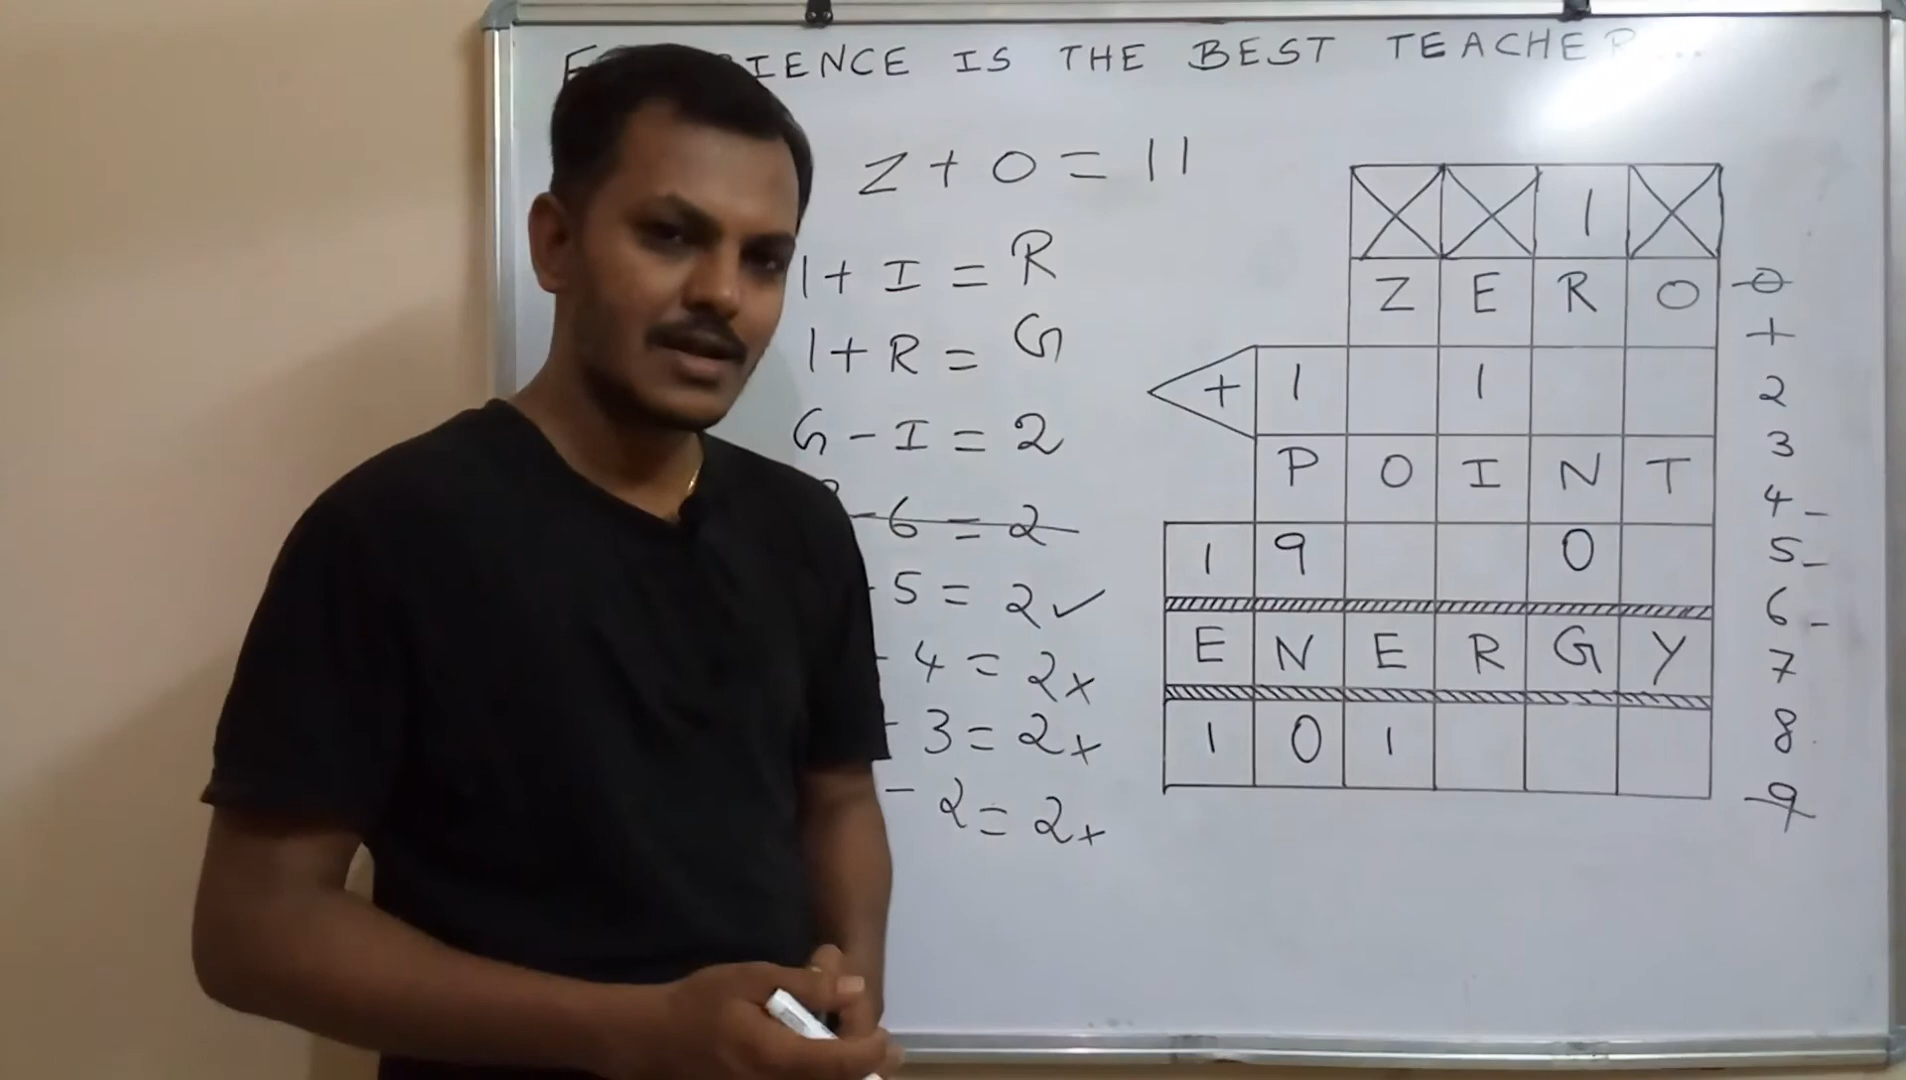 IENCE IS THE BEST TEACHER...
Z + O = 11
1 + I = R
1 + R = G
G - I = 2
- 6 = 2
- 5 = 2 ✓
- 4 = 2 x
- 3 = 2 x
- 2 = 2 x
1
Z E R O
+ 1 1
P O I N T
1 9 0
E N E R G Y
1 0 1
0
1
2
3
4 -
5 -
6 -
7
8
9